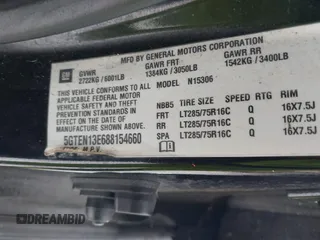 MFD BY GENERAL MOTORS CORPORATION
GM GVWR GAWR FRT GAWR RR
2722KG / 6001LB 1384KG / 3050LB 1542KG / 3400LB
THIS VEHICLE CONFORMS TO ALL MODEL N15306
APPLICABLE U.S. FEDERAL MOTOR
VEHICLE SAFETY AND
THEFT PREVENTION STANDARDS
IN EFFECT ON THE DATE OF
MANUFACTURE SHOWN ABOVE.
5GTEN13E688154660
M.P.V.
NBB5 TIRE SIZE SPEED RTG RIM
FRT LT285/75R16C Q 16X7.5J
RR LT285/75R16C Q 16X7.5J
SPA LT285/75R16C Q 16X7.5J
DREAMBID